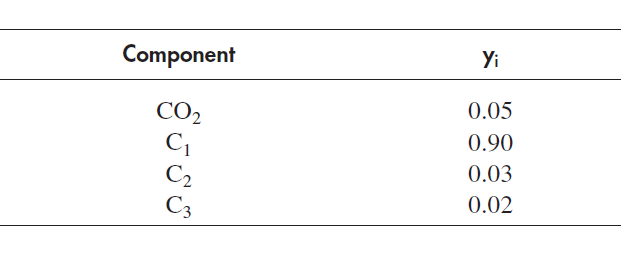 Component yi
CO₂ 0.05
C₁ 0.90
C₂ 0.03
C₃ 0.02